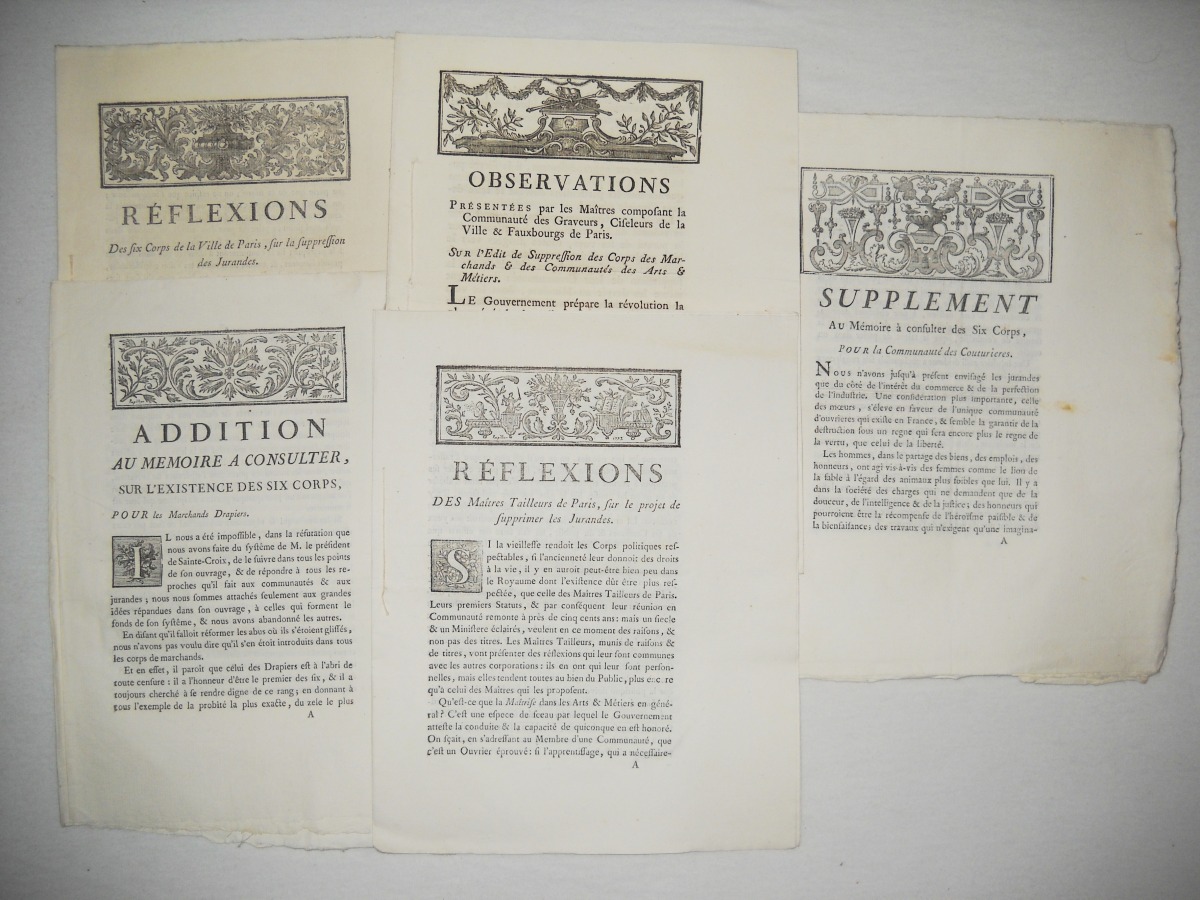 RÉFLEXIONS
Des six Corps de la Ville de Paris, sur la suppression
des Jurandes.
OBSERVATIONS
PRÉSENTÉES par les Maîtres composant la
Communauté des Graveurs, Ciseleurs de la
Ville & Fauxbourgs de Paris.
SUR l'Edit de Suppression des Corps des Mar-
chands & des Communautés des Arts &
Métiers.
LE Gouvernement prépare la révolution la
SUPPLEMENT
AU Mémoire à consulter des Six Corps,
POUR la Communauté des Couturieres.
NOUS n'avons jusqu'à présent envisagé les jurandes
que du côté de l'intérêt du commerce & de la perfection
de l'industrie. Une considération plus importante, celle
des mœurs, s'éleve en faveur de l'unique communauté
d'ouvrieres qui existe en France, & semble la garantir de la
destruction sous un regne qui sera encore plus le regne de
la vertu, que celui de la liberté.
Les hommes, dans le partage des biens, des emplois, des
honneurs, ont agi vis-à-vis des femmes comme le lion de
la fable à l'égard des animaux plus foibles que lui. Il y a
dans la société des charges qui ne demandent que de la
douceur, de l'intelligence & de la justice; des honneurs qui
pourroient être la récompense de l'héroïsme paisible & de
la bienfaisance; des travaux qui n'exigent qu'une imagina-
A
ADDITION
AU MEMOIRE A CONSULTER,
SUR L'EXISTENCE DES SIX CORPS,
POUR les Marchands Drapiers.
IL nous a été impossible, dans la réfutation que
nous avons faite du systême de M. le président
de Sainte-Croix, de le suivre dans tous les points
de son ouvrage, & de répondre à tous les re-
proches qu'il fait aux communautés & aux
jurandes; nous nous sommes attachés seulement aux grandes
idées répandues dans son ouvrage, à celles qui forment le
fonds de son systême, & nous avons abandonné les autres.
En disant qu'il falloit réformer les abus où ils s'étoient glissés,
nous n'avons pas voulu dire qu'il s'en étoit introduits dans tous
les corps de marchands.
Et en effet, il paroît que célui des Drapiers est à l'abri de
toute censure: il a l'honneur d'être le premier des six, & il a
toujours cherché à se rendre digne de ce rang; en donnant à
tous l'exemple de la probité la plus exacte, du zele le plus
A
RÉFLEXIONS
DES Maîtres Tailleurs de Paris, sur le projet de
supprimer les Jurandes.
SI la vieillesse rendoit les Corps politiques res-
pectables, si l'ancienneté leur donnoit des droits
à la vie, il y en auroit peut-être bien peu dans
le Royaume dont l'existence dût être plus res-
pectée, que celle des Maîtres Tailleurs de Paris.
Leurs premiers Statuts, & par conséquent leur réunion en
Communauté remonte à près de cinq cents ans: mais un siecle
& un Ministere éclairés, veulent en ce moment des raisons, &
non pas des titres. Les Maîtres Tailleurs, munis de raisons &
de titres, vont présenter des réflexions qui leur sont communes
avec les autres corporations: ils en ont qui leur sont person-
nelles, mais elles tendent toutes au bien du Public, plus encore
qu'à celui des Maîtres qui les proposent.
Qu'est-ce que la Maîtrise dans les Arts & Métiers en géné-
ral? C'est une espece de sceau par lequel le Gouvernement
atteste la conduite & la capacité de quiconque en est honoré.
On sçait, en s'adressant au Membre d'une Communauté, que
c'est un Ouvrier éprouvé: si l'apprentissage, qui a nécessaire-
A